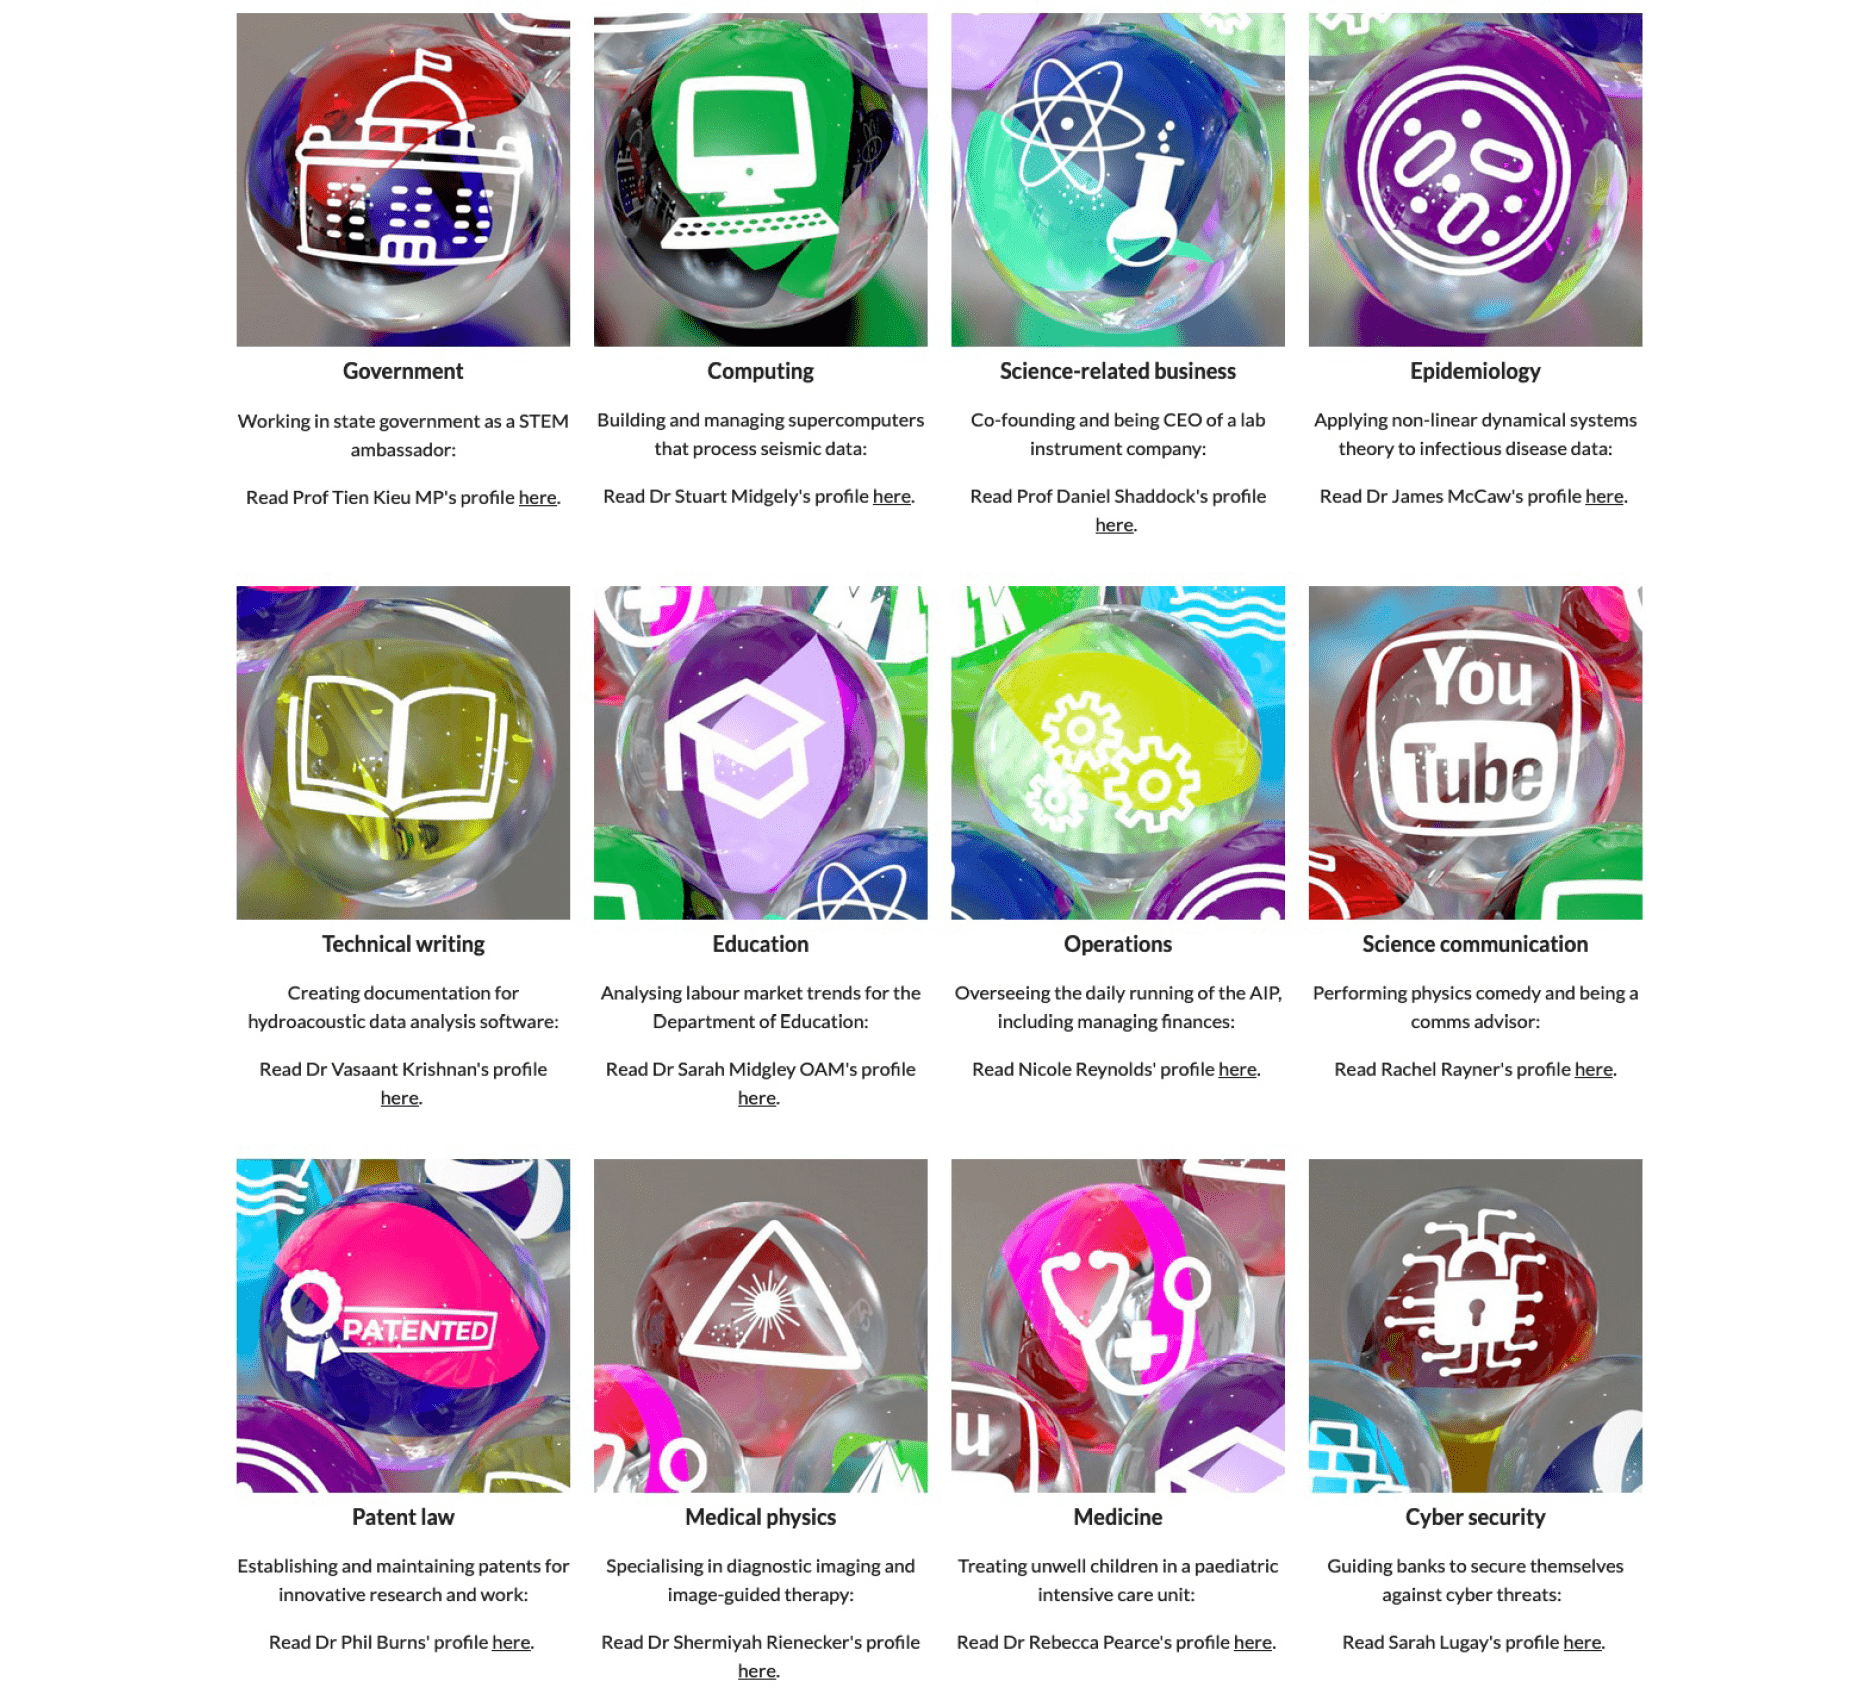 Government
Working in state government as a STEM
ambassador:
Read Prof Tien Kieu MP's profile here.
Computing
Building and managing supercomputers
that process seismic data:
Read Dr Stuart Midgely's profile here.
Science-related business
Co-founding and being CEO of a lab
instrument company:
Read Prof Daniel Shaddock's profile
here.
Epidemiology
Applying non-linear dynamical systems
theory to infectious disease data:
Read Dr James McCaw's profile here.
Technical writing
Creating documentation for
hydroacoustic data analysis software:
Read Dr Vasaant Krishnan's profile
here.
Education
Analysing labour market trends for the
Department of Education:
Read Dr Sarah Midgley OAM's profile
here.
Operations
Overseeing the daily running of the AIP,
including managing finances:
Read Nicole Reynolds' profile here.
You
Tube
Science communication
Performing physics comedy and being a
comms advisor:
Read Rachel Rayner's profile here.
PATENTED
Patent law
Establishing and maintaining patents for
innovative research and work:
Read Dr Phil Burns' profile here.
Medical physics
Specialising in diagnostic imaging and
image-guided therapy:
Read Dr Shermiyah Rienecker's profile
here.
u
Medicine
Treating unwell children in a paediatric
intensive care unit:
Read Dr Rebecca Pearce's profile here.
Cyber security
Guiding banks to secure themselves
against cyber threats:
Read Sarah Lugay's profile here.